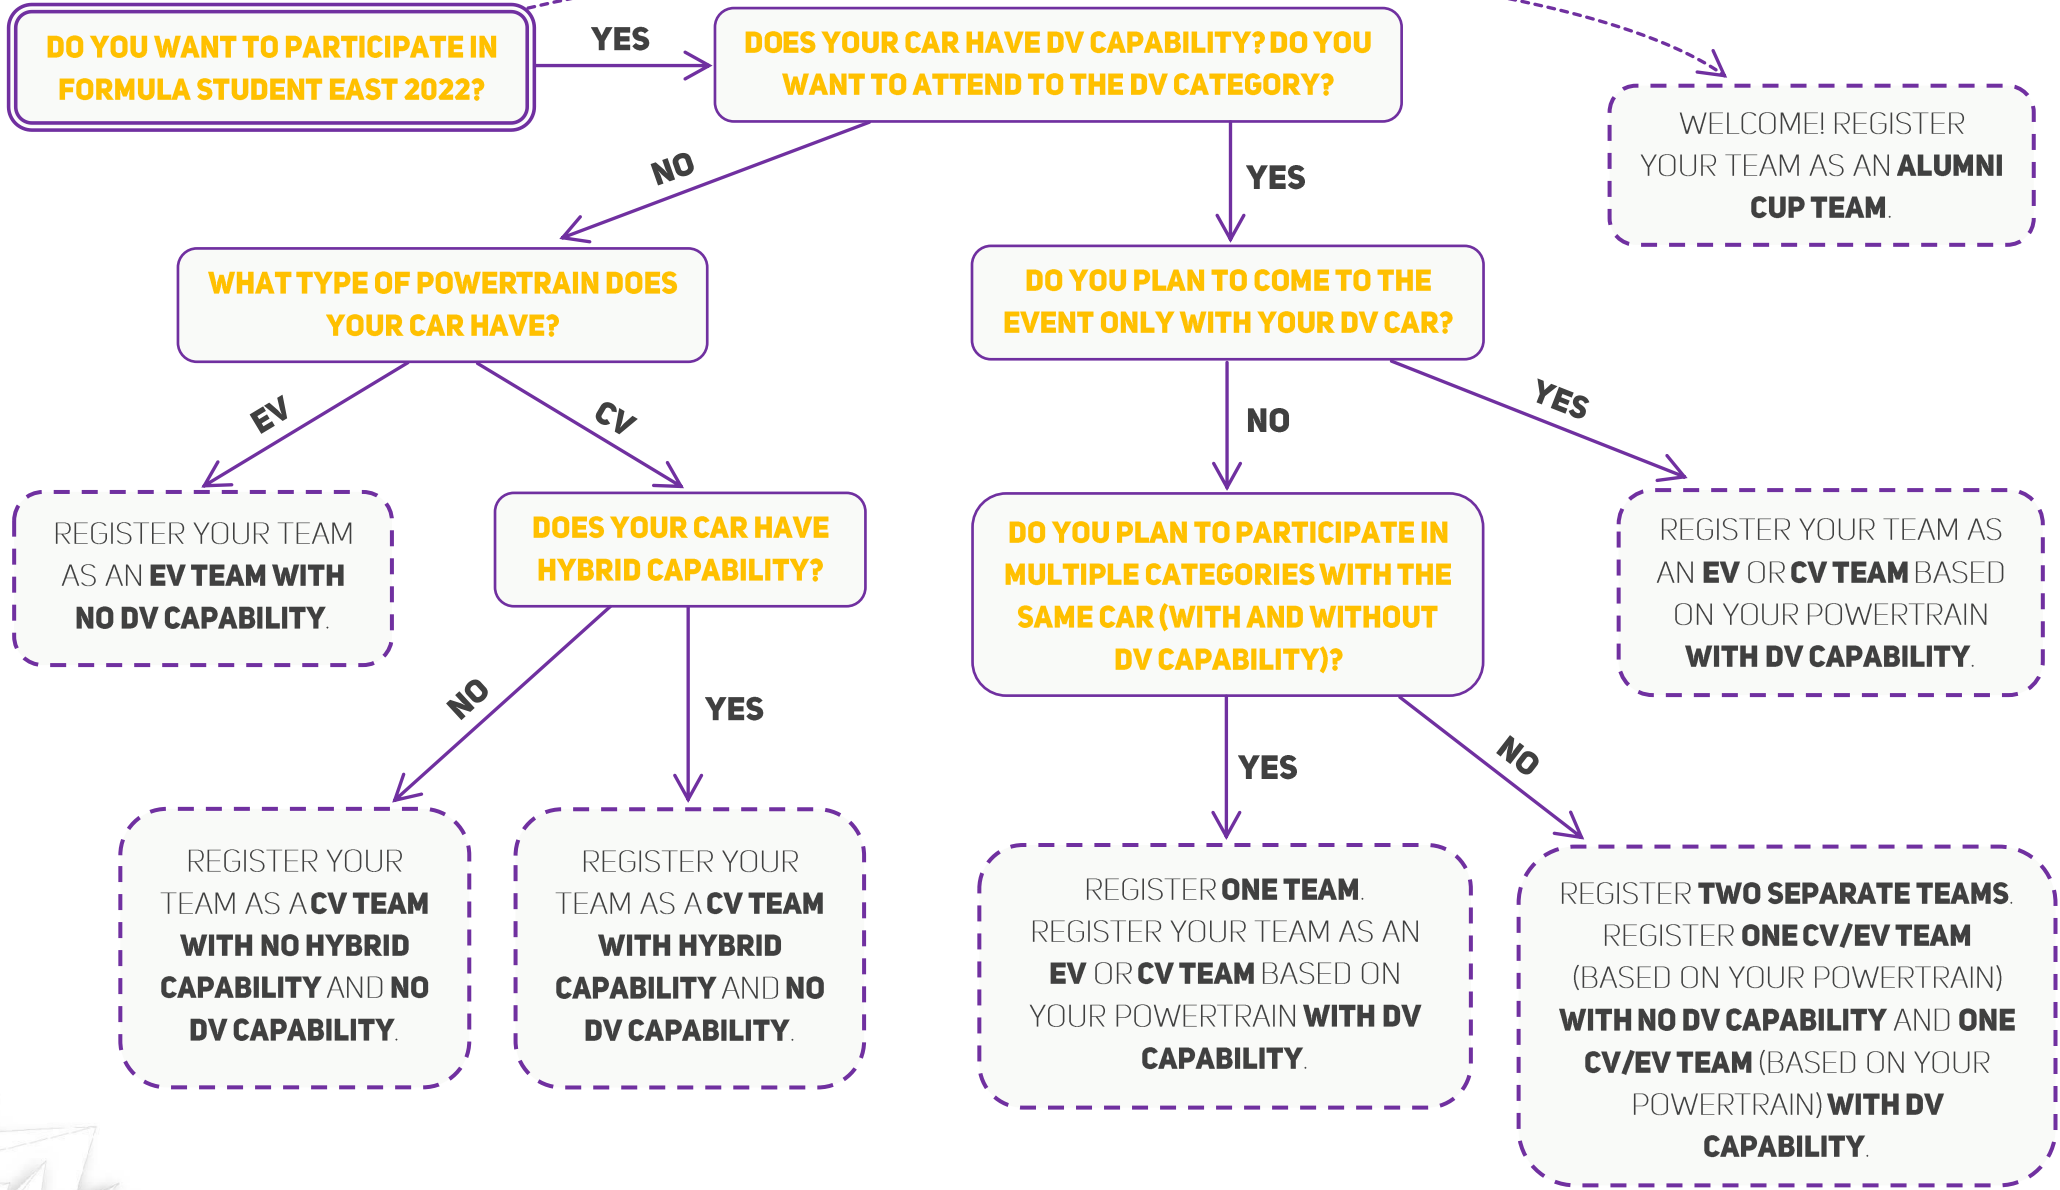 DO YOU WANT TO PARTICIPATE IN
FORMULA STUDENT EAST 2022?
YES
DOES YOUR CAR HAVE DV CAPABILITY? DO YOU
WANT TO ATTEND TO THE DV CATEGORY?
WELCOME! REGISTER
YOUR TEAM AS AN ALUMNI
CUP TEAM.
NO
YES
WHAT TYPE OF POWERTRAIN DOES
YOUR CAR HAVE?
DO YOU PLAN TO COME TO THE
EVENT ONLY WITH YOUR DV CAR?
EV
CV
NO
YES
REGISTER YOUR TEAM
AS AN EV TEAM WITH
NO DV CAPABILITY.
DOES YOUR CAR HAVE
HYBRID CAPABILITY?
DO YOU PLAN TO PARTICIPATE IN
MULTIPLE CATEGORIES WITH THE
SAME CAR (WITH AND WITHOUT
DV CAPABILITY)?
REGISTER YOUR TEAM AS
AN EV OR CV TEAM BASED
ON YOUR POWERTRAIN
WITH DV CAPABILITY.
NO
YES
YES
NO
REGISTER YOUR
TEAM AS A CV TEAM
WITH NO HYBRID
CAPABILITY AND NO
DV CAPABILITY.
REGISTER YOUR
TEAM AS A CV TEAM
WITH HYBRID
CAPABILITY AND NO
DV CAPABILITY.
REGISTER ONE TEAM.
REGISTER YOUR TEAM AS AN
EV OR CV TEAM BASED ON
YOUR POWERTRAIN WITH DV
CAPABILITY.
REGISTER TWO SEPARATE TEAMS.
REGISTER ONE CV/EV TEAM
(BASED ON YOUR POWERTRAIN)
WITH NO DV CAPABILITY AND ONE
CV/EV TEAM (BASED ON YOUR
POWERTRAIN) WITH DV
CAPABILITY.